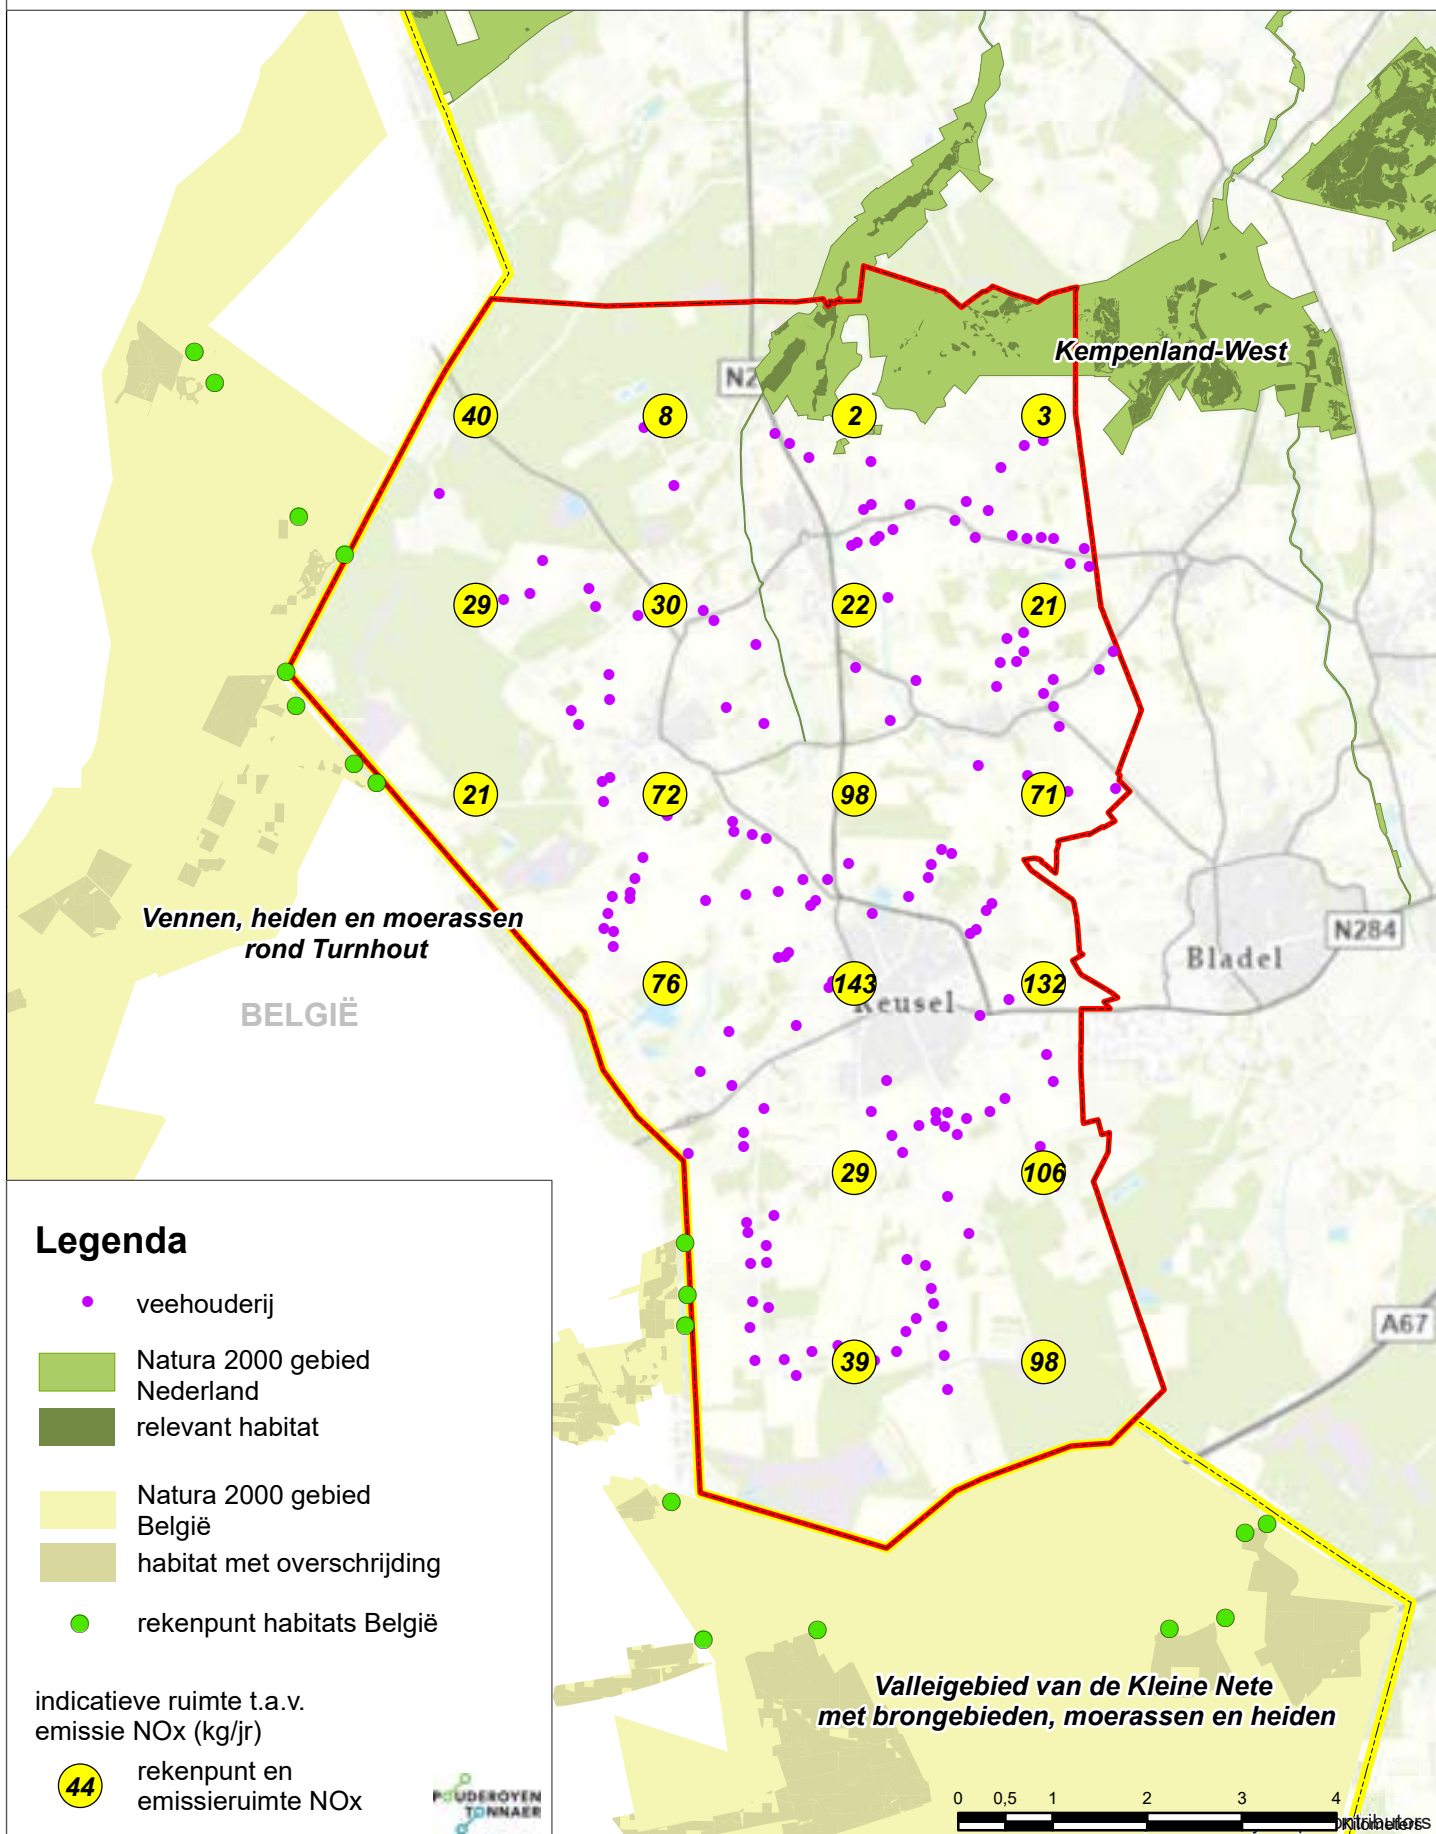 Kempenland-West
N2
40
8
2
3
29
30
22
21
21
72
98
71
Vennen, heiden en moerassen
rond Turnhout
N284
Bladel
76
143
132
BELGIË
Keusel
29
106
A67
39
98
Legenda
veehouderij
Natura 2000 gebied
Nederland
relevant habitat
Natura 2000 gebied
België
habitat met overschrijding
rekenpunt habitats België
indicatieve ruimte t.a.v.
emissie NOx (kg/jr)
44
rekenpunt en
emissieruimte NOx
POUDEROYEN
TONNAER
Valleigebied van de Kleine Nete
met brongebieden, moerassen en heiden
0 0,5 1 2 3 4
Kilometers